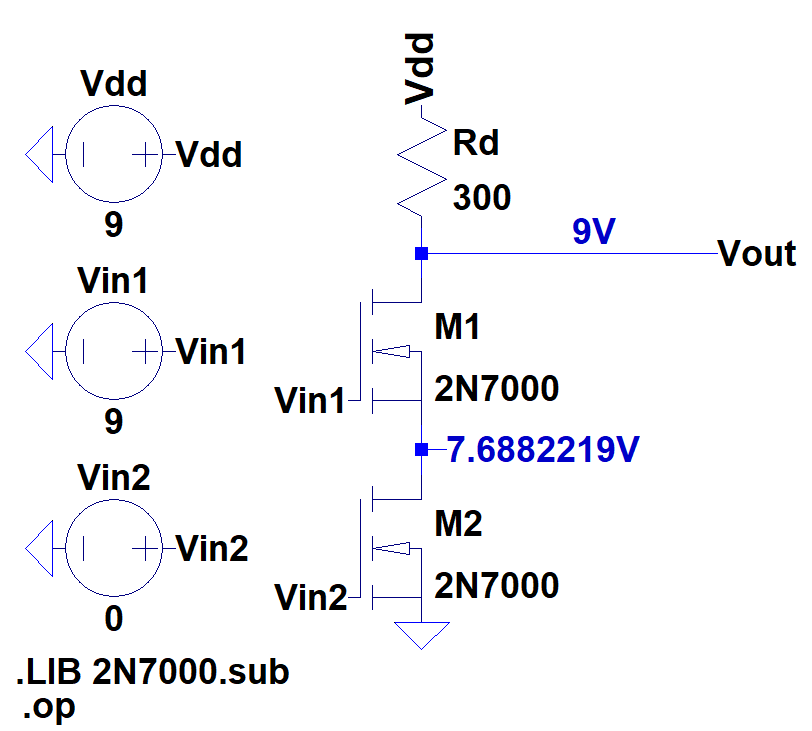 Vdd
Vdd
9
Vin1
Vin1
9
Vin2
Vin2
0
.LIB 2N7000.sub
.op
Vdd
Rd
300
9V
Vout
M1
2N7000
Vin1
7.6882219V
M2
2N7000
Vin2